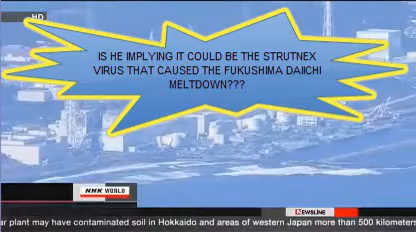 HD
IS HE IMPLYING IT COULD BE THE STRUTNEX
VIRUS THAT CAUSED THE FUKUSHIMA DAIICHI
MELTDOWN???
NHK WORLD
NEWSLINE
ar plant may have contaminated soil in Hokkaido and areas of western Japan more than 500 kilometers